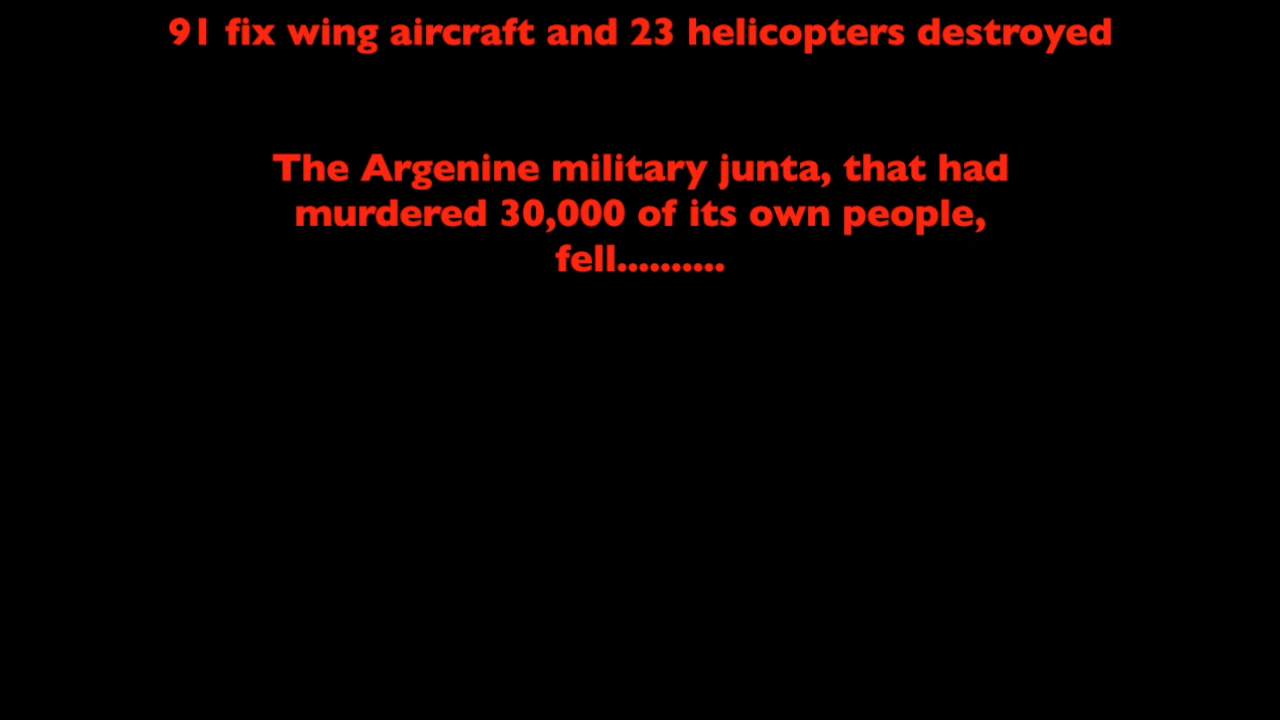 91 fix wing aircraft and 23 helicopters destroyed
The Argenine military junta, that had
murdered 30,000 of its own people,
fell..........